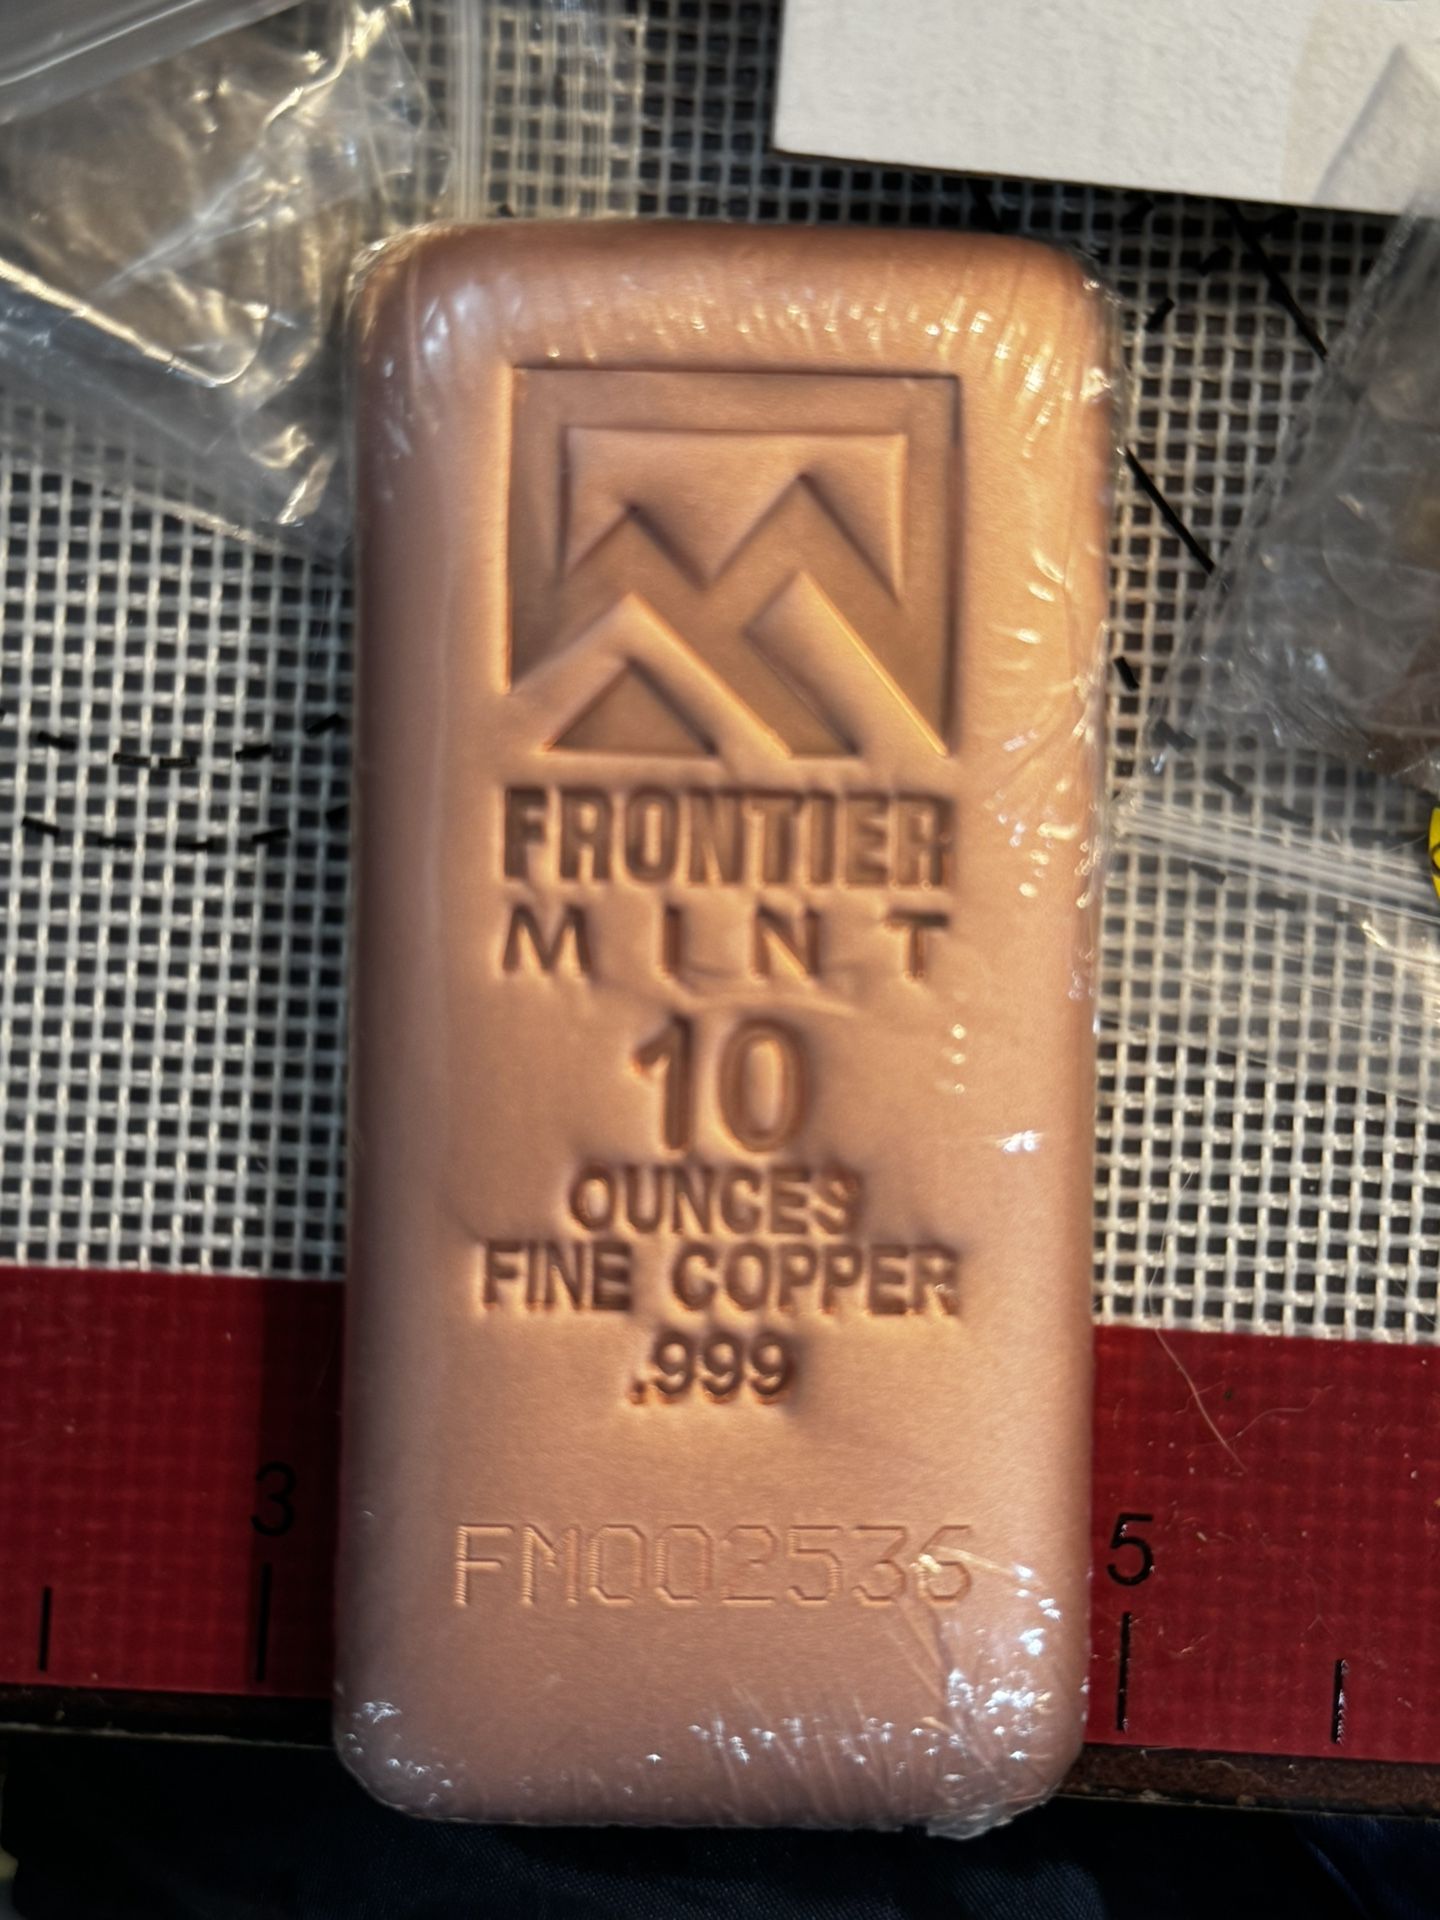 FRONTIER
MINT
10
OUNCES
FINE COPPER
.999
3
5
FM002536